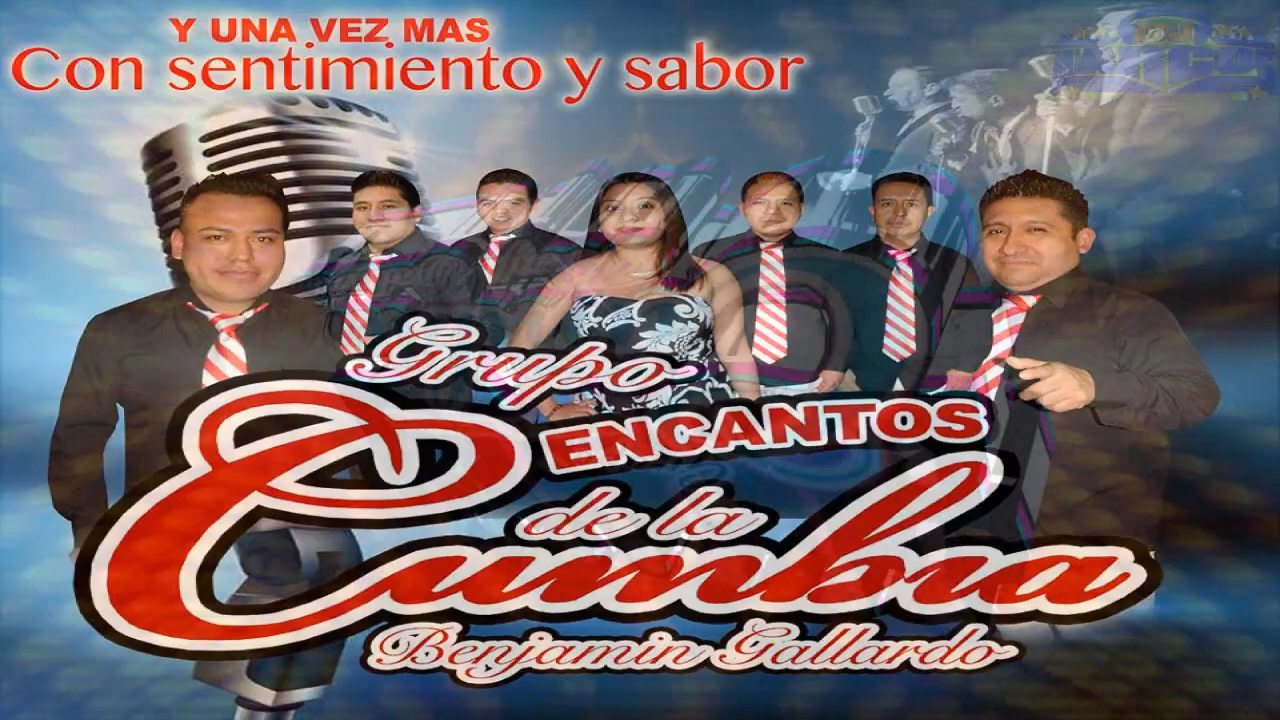 Y UNA VEZ MAS
Con sentimiento y sabor
Grupo
ENCANTOS
de la
Cumbia
Benjamin Gallardo